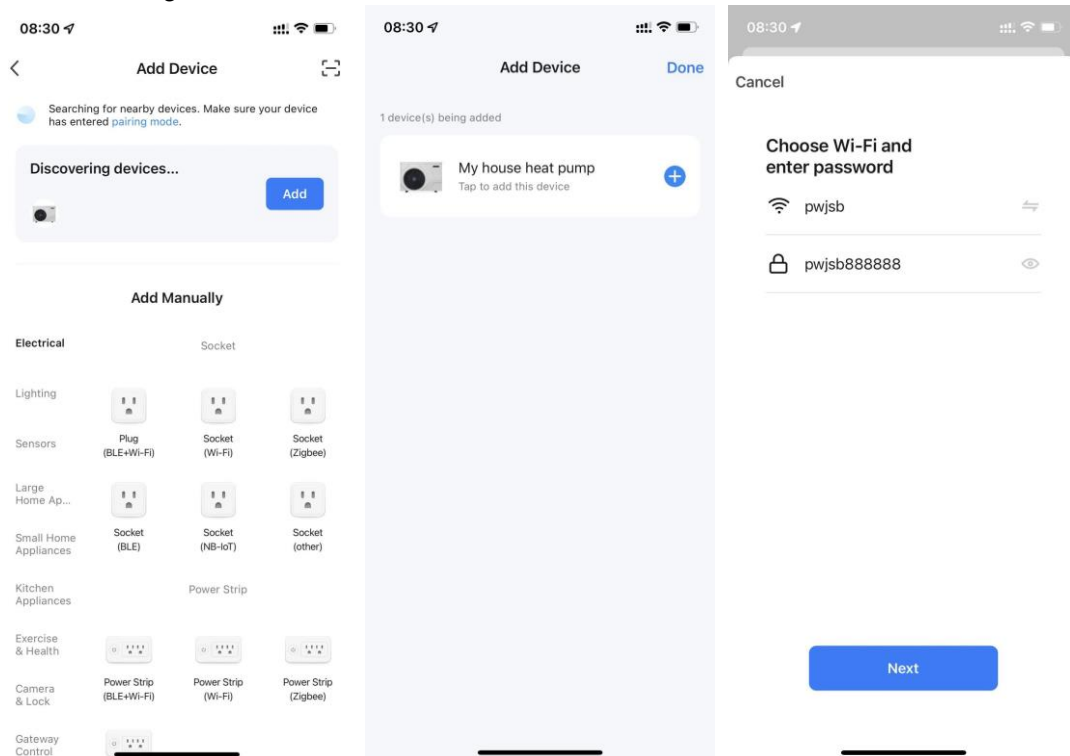 08:30
Add Device
Searching for nearby devices. Make sure your device
has entered pairing mode.
Discovering devices...
Add
Add Manually
Electrical
Socket
Lighting
Sensors
Plug
(BLE+Wi-Fi)
Socket
(Wi-Fi)
Socket
(Zigbee)
Large
Home Ap...
Small Home
Appliances
Socket
(BLE)
Socket
(NB-IoT)
Socket
(other)
Kitchen
Appliances
Power Strip
Exercise
& Health
Camera
& Lock
Power Strip
(BLE+Wi-Fi)
Power Strip
(Wi-Fi)
Power Strip
(Zigbee)
Gateway
Control
08:30
Add Device
Done
1 device(s) being added
My house heat pump
Tap to add this device
08:30
Cancel
Choose Wi-Fi and
enter password
pwjsb
pwjsb888888
Next